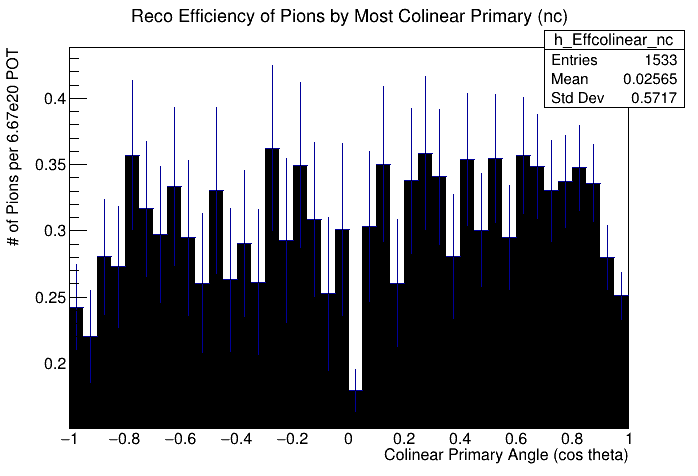 Reco Efficiency of Pions by Most Colinear Primary (nc)
h_Effcolinear_nc
Entries 1533
Mean 0.02565
Std Dev 0.5717
# of Pions per 6.67e20 POT
0.4
0.35
0.3
0.25
0.2
−1 −0.8 −0.6 −0.4 −0.2 0 0.2 0.4 0.6 0.8 1
Colinear Primary Angle (cos theta)